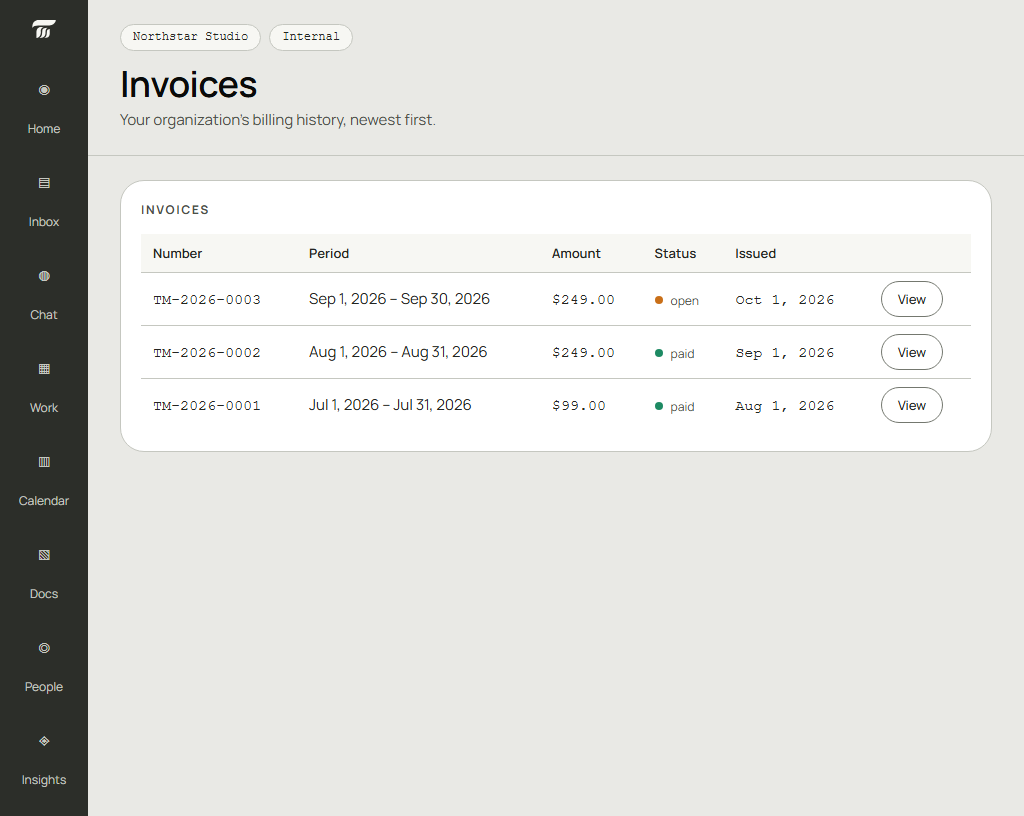 Northstar Studio Internal
Invoices
Your organization's billing history, newest first.
Home
Inbox
Chat
Work
Calendar
Docs
People
Insights
INVOICES
Number Period Amount Status Issued
TM-2026-0003 Sep 1, 2026 – Sep 30, 2026 $249.00 open Oct 1, 2026 View
TM-2026-0002 Aug 1, 2026 – Aug 31, 2026 $249.00 paid Sep 1, 2026 View
TM-2026-0001 Jul 1, 2026 – Jul 31, 2026 $99.00 paid Aug 1, 2026 View